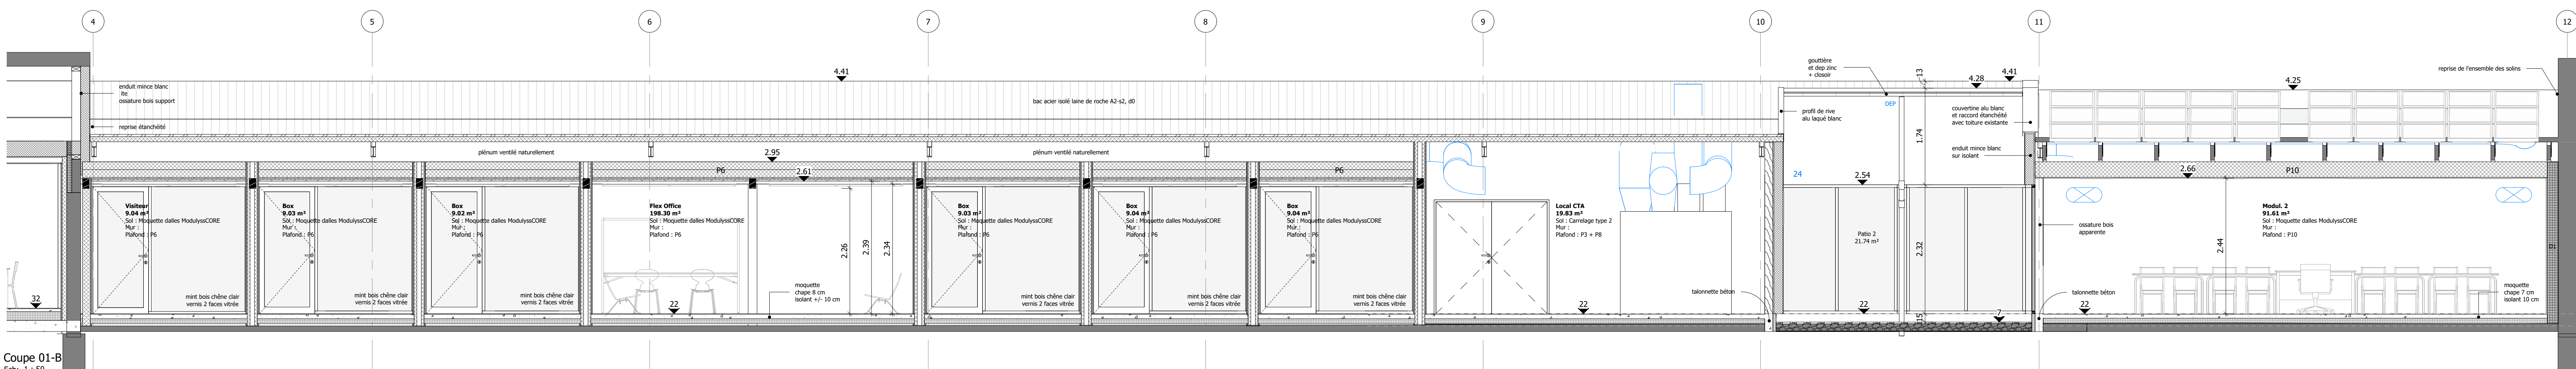 4
5
6
7
8
9
10
11
12
enduit mince blanc
ite
ossature bois support
reprise étanchéité
4.41
bac acier isolé laine de roche A2-s2, d0
gouttière
et dep zinc
+ closoir
13
4.28
4.41
4.25
reprise de l'ensemble des solins
DEP
profil de rive
alu laqué blanc
couvertine alu blanc
et raccord étanchéité
avec toiture existante
1.74
enduit mince blanc
sur isolant
plénum ventilé naturellement
2.95
plénum ventilé naturellement
P6
2.61
P6
24
2.54
2.66
P10
Visiteur
9.04 m²
Sol : Moquette dalles ModulyssCORE
Mur :
Plafond : P6
Box
9.03 m²
Sol : Moquette dalles ModulyssCORE
Mur :
Plafond : P6
Box
9.02 m²
Sol : Moquette dalles ModulyssCORE
Mur :
Plafond : P6
Flex Office
198.30 m²
Sol : Moquette dalles ModulyssCORE
Mur :
Plafond : P6
2.26
2.39
2.34
Box
9.03 m²
Sol : Moquette dalles ModulyssCORE
Mur :
Plafond : P6
Box
9.04 m²
Sol : Moquette dalles ModulyssCORE
Mur :
Plafond : P6
Box
9.04 m²
Sol : Moquette dalles ModulyssCORE
Mur :
Plafond : P6
Local CTA
19.83 m²
Sol : Carrelage type 2
Mur :
Plafond : P3 + P8
Patio 2
21.74 m²
2.32
ossature bois
apparente
2.44
Modul. 2
91.61 m²
Sol : Moquette dalles ModulyssCORE
Mur :
Plafond : P10
D1
32
mint bois chêne clair
vernis 2 faces vitrée
mint bois chêne clair
vernis 2 faces vitrée
mint bois chêne clair
vernis 2 faces vitrée
22
moquette
chape 8 cm
isolant +/- 10 cm
mint bois chêne clair
vernis 2 faces vitrée
mint bois chêne clair
vernis 2 faces vitrée
mint bois chêne clair
vernis 2 faces vitrée
22
talonnette béton
22
15
7
talonnette béton
22
moquette
chape 7 cm
isolant 10 cm
Coupe 01-B